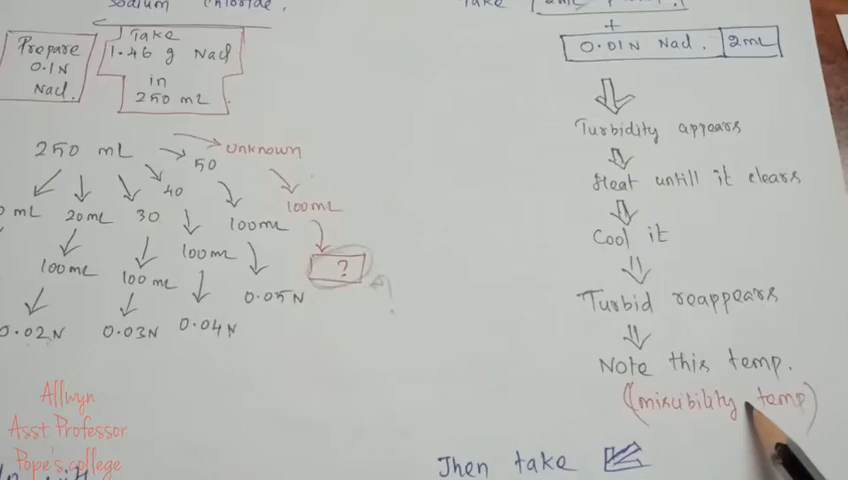 Sodium Chloride.
Prepare
0.1N
Nacl.
Take
1.46 g Nacl
in
250 mL
250 mL
50
unknown
40
mL
20mL
30
100mL
100mL
100mL
100mL
100mL
?
0.02N
0.03N
0.04N
0.05N
Allwyn
Asst Professor
Pope's college
Take
+
0.01N Nacl. 2mL
Turbidity appears
Heat untill it clears
Cool it
Turbid reappears
Note this temp.
(miscibility temp)
Then take